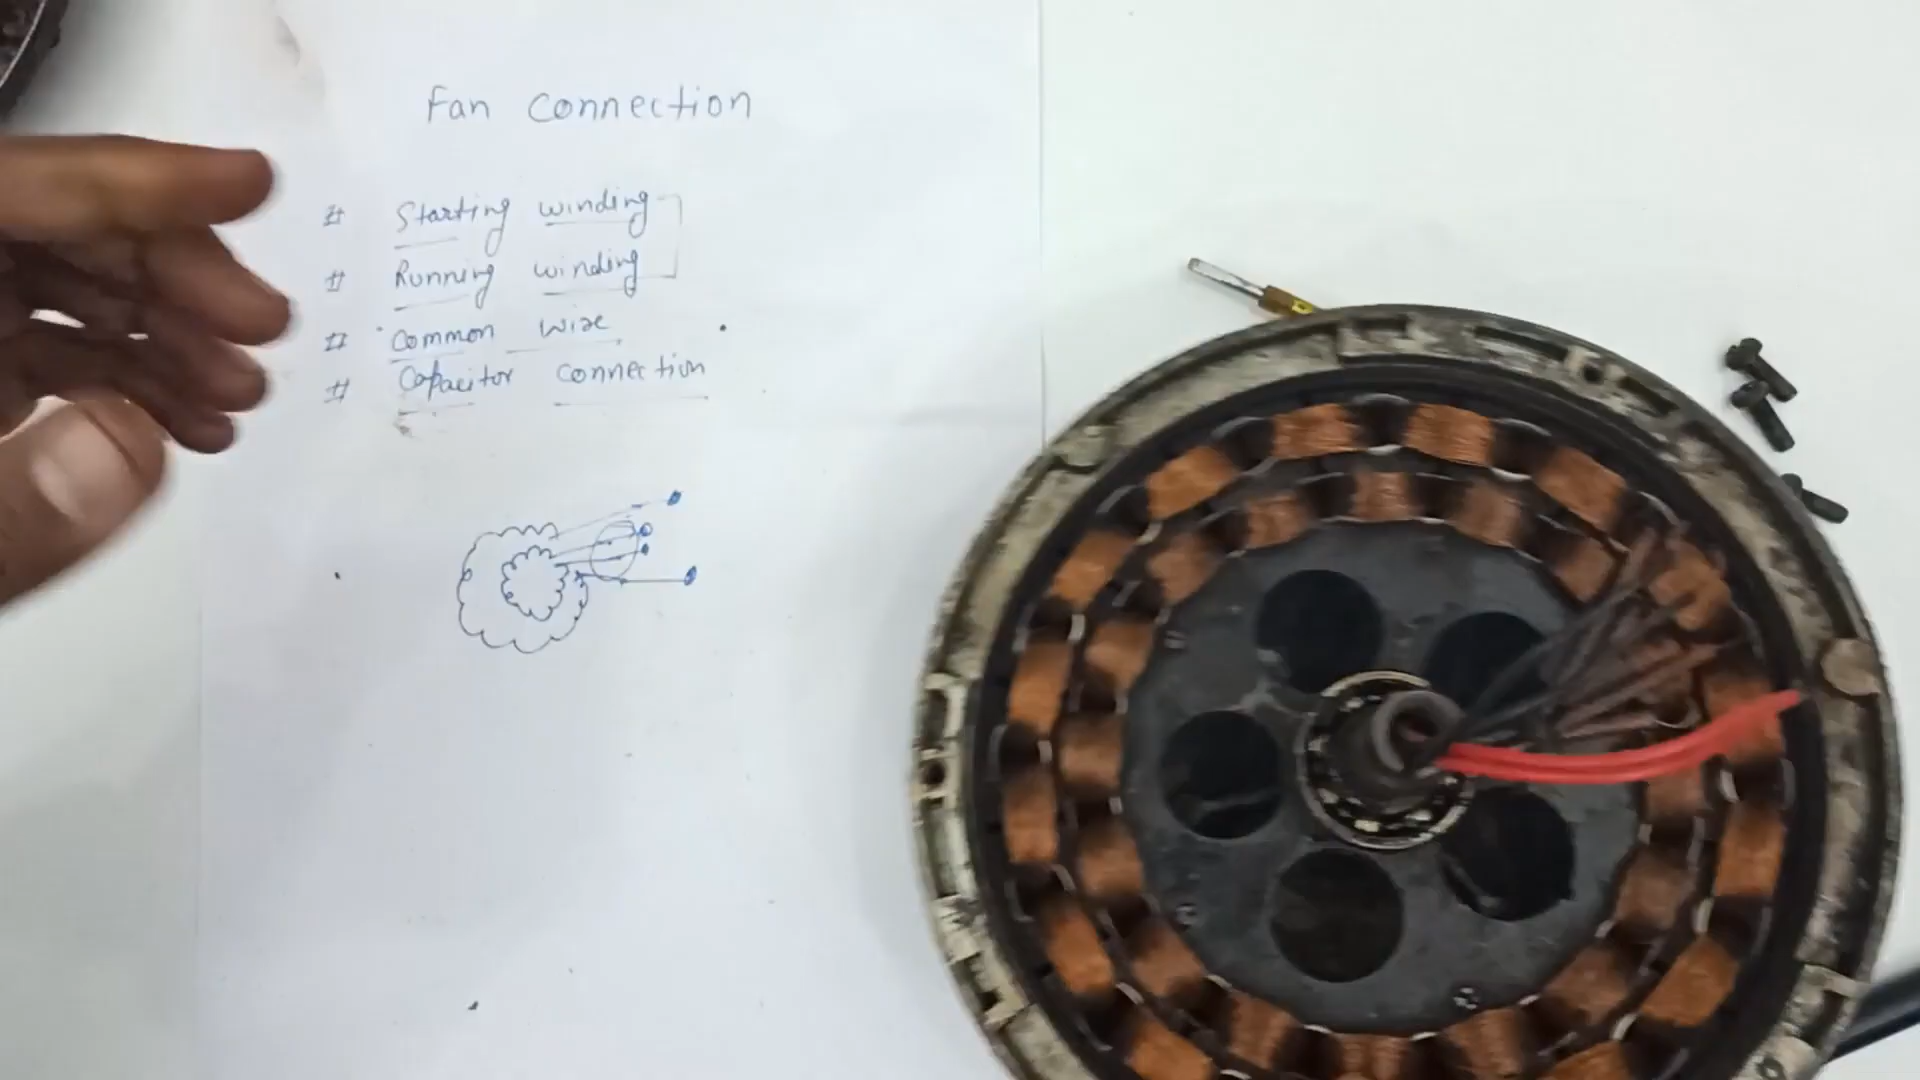 Fan Connection
# Starting winding
# Running winding
# Common wire
# Capacitor connection